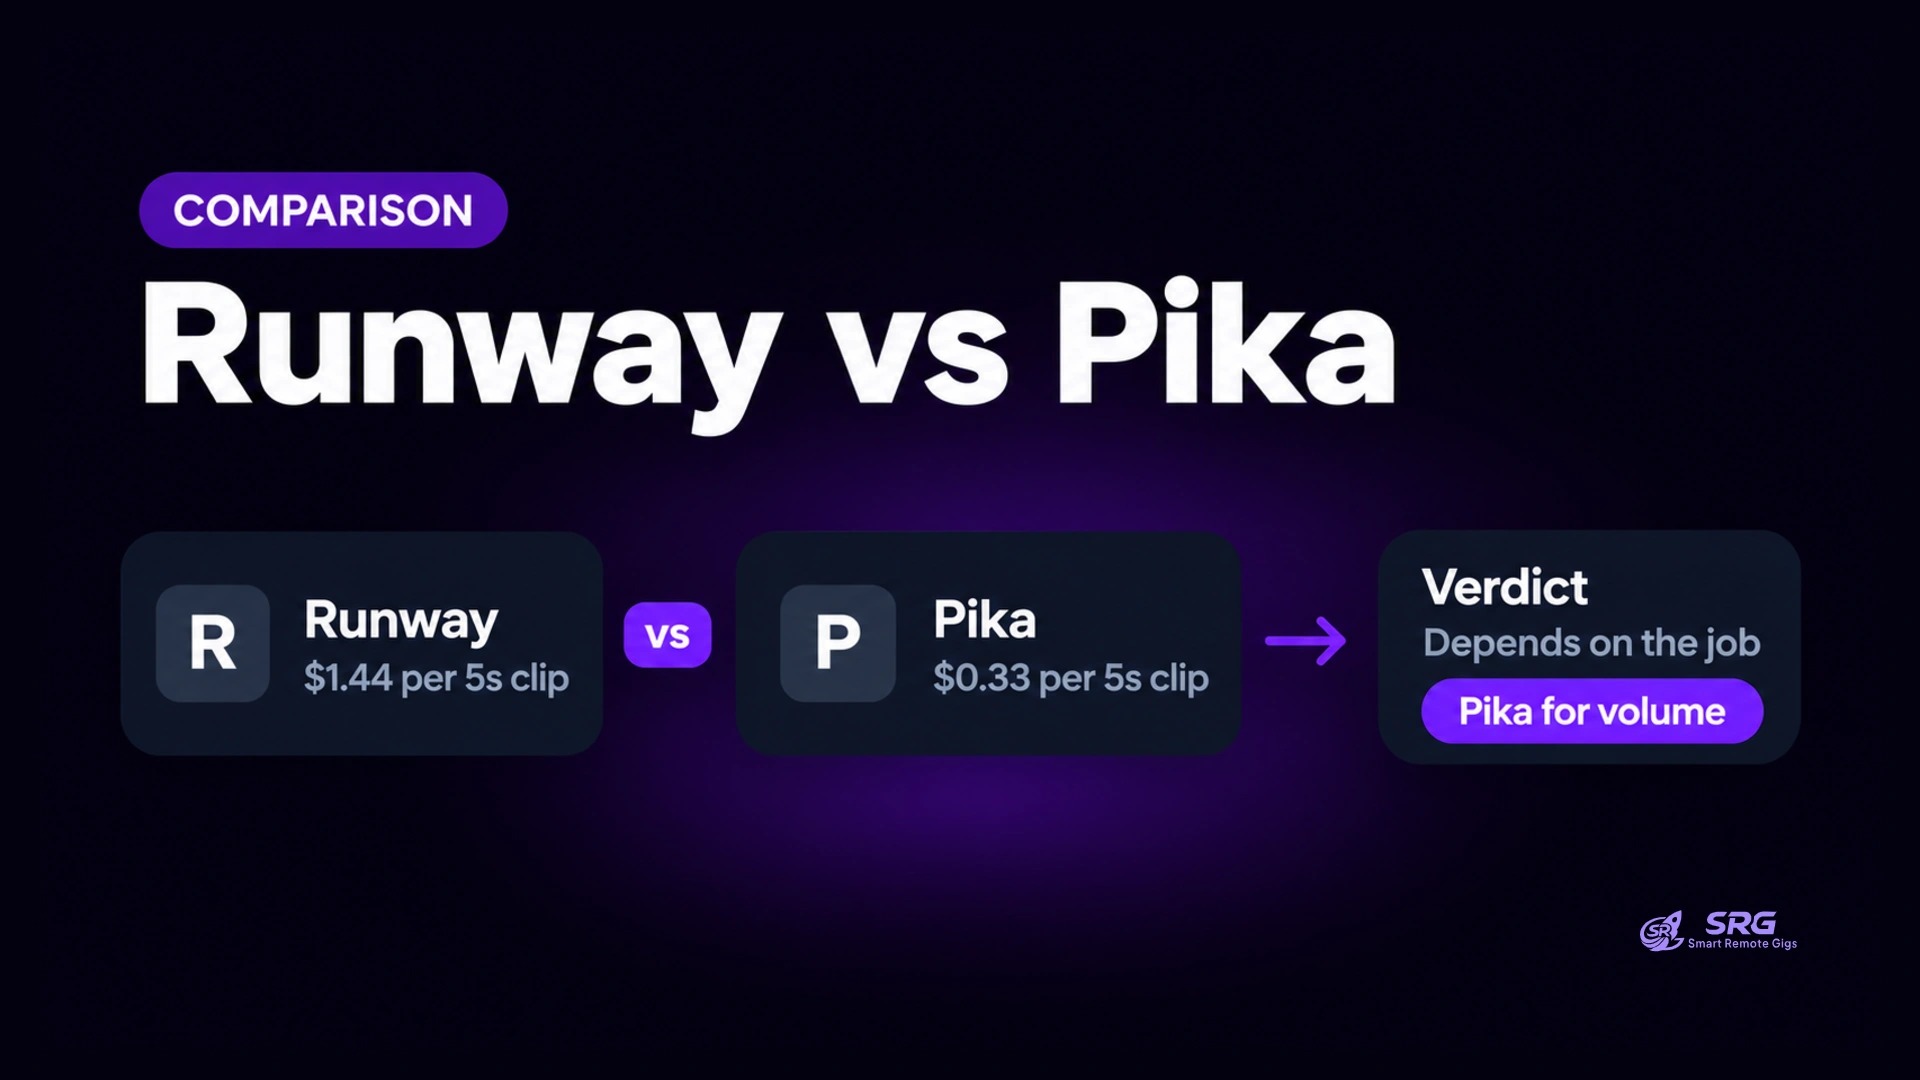 COMPARISON
Runway vs Pika
R
Runway
$1.44 per 5s clip
vs
P
Pika
$0.33 per 5s clip
Verdict
Depends on the job
Pika for volume
SR
SRG
Smart Remote Gigs